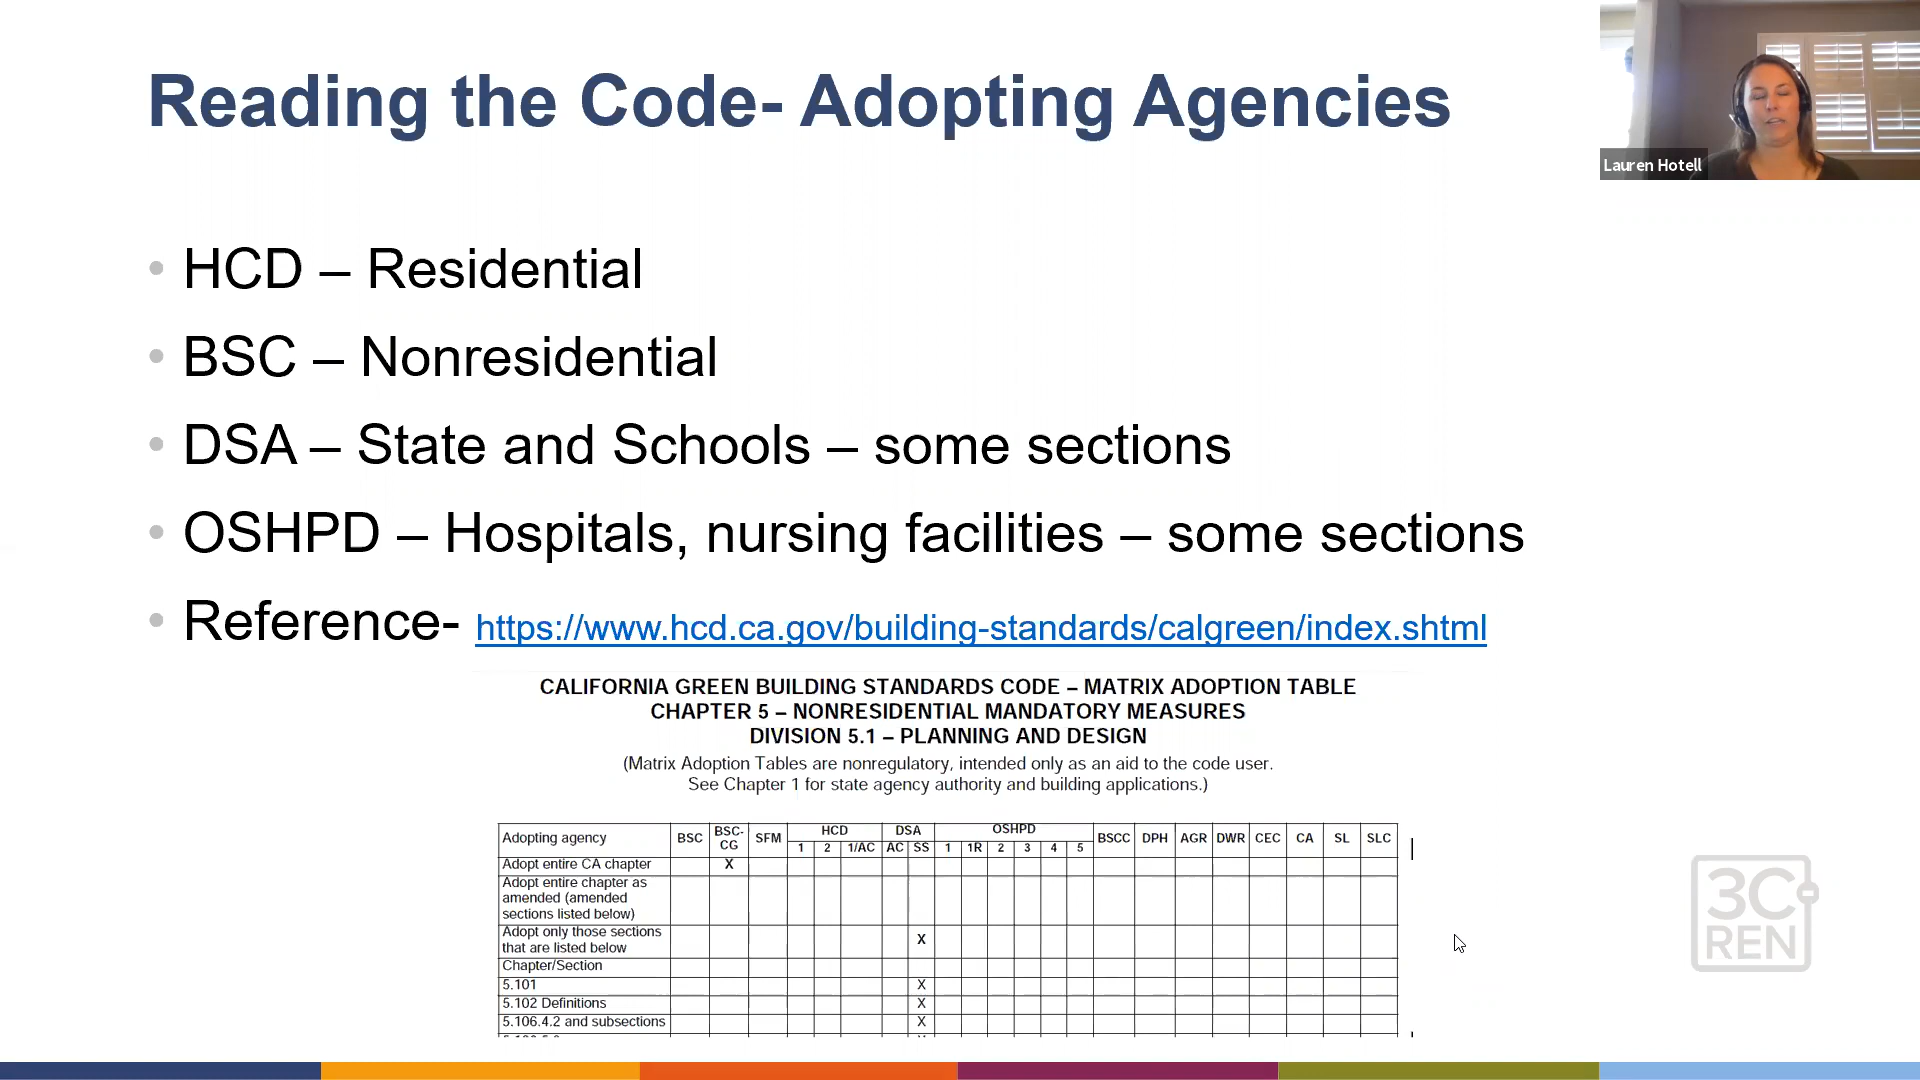 Reading the Code- Adopting Agencies
Lauren Hotell
• HCD – Residential
• BSC – Nonresidential
• DSA – State and Schools – some sections
• OSHPD – Hospitals, nursing facilities – some sections
• Reference- https://www.hcd.ca.gov/building-standards/calgreen/index.shtml
CALIFORNIA GREEN BUILDING STANDARDS CODE – MATRIX ADOPTION TABLE
CHAPTER 5 – NONRESIDENTIAL MANDATORY MEASURES
DIVISION 5.1 – PLANNING AND DESIGN
(Matrix Adoption Tables are nonregulatory, intended only as an aid to the code user.
See Chapter 1 for state agency authority and building applications.)
Adopting agency BSC BSC-CG SFM HCD DSA OSHPD BSCC DPH AGR DWR CEC CA SL SLC
1 2 1/AC AC SS 1 1R 2 3 4 5
Adopt entire CA chapter X
Adopt entire chapter as
amended (amended
sections listed below)
Adopt only those sections
that are listed below X
Chapter/Section
5.101 X
5.102 Definitions X
5.106.4.2 and subsections X
3C-
REN